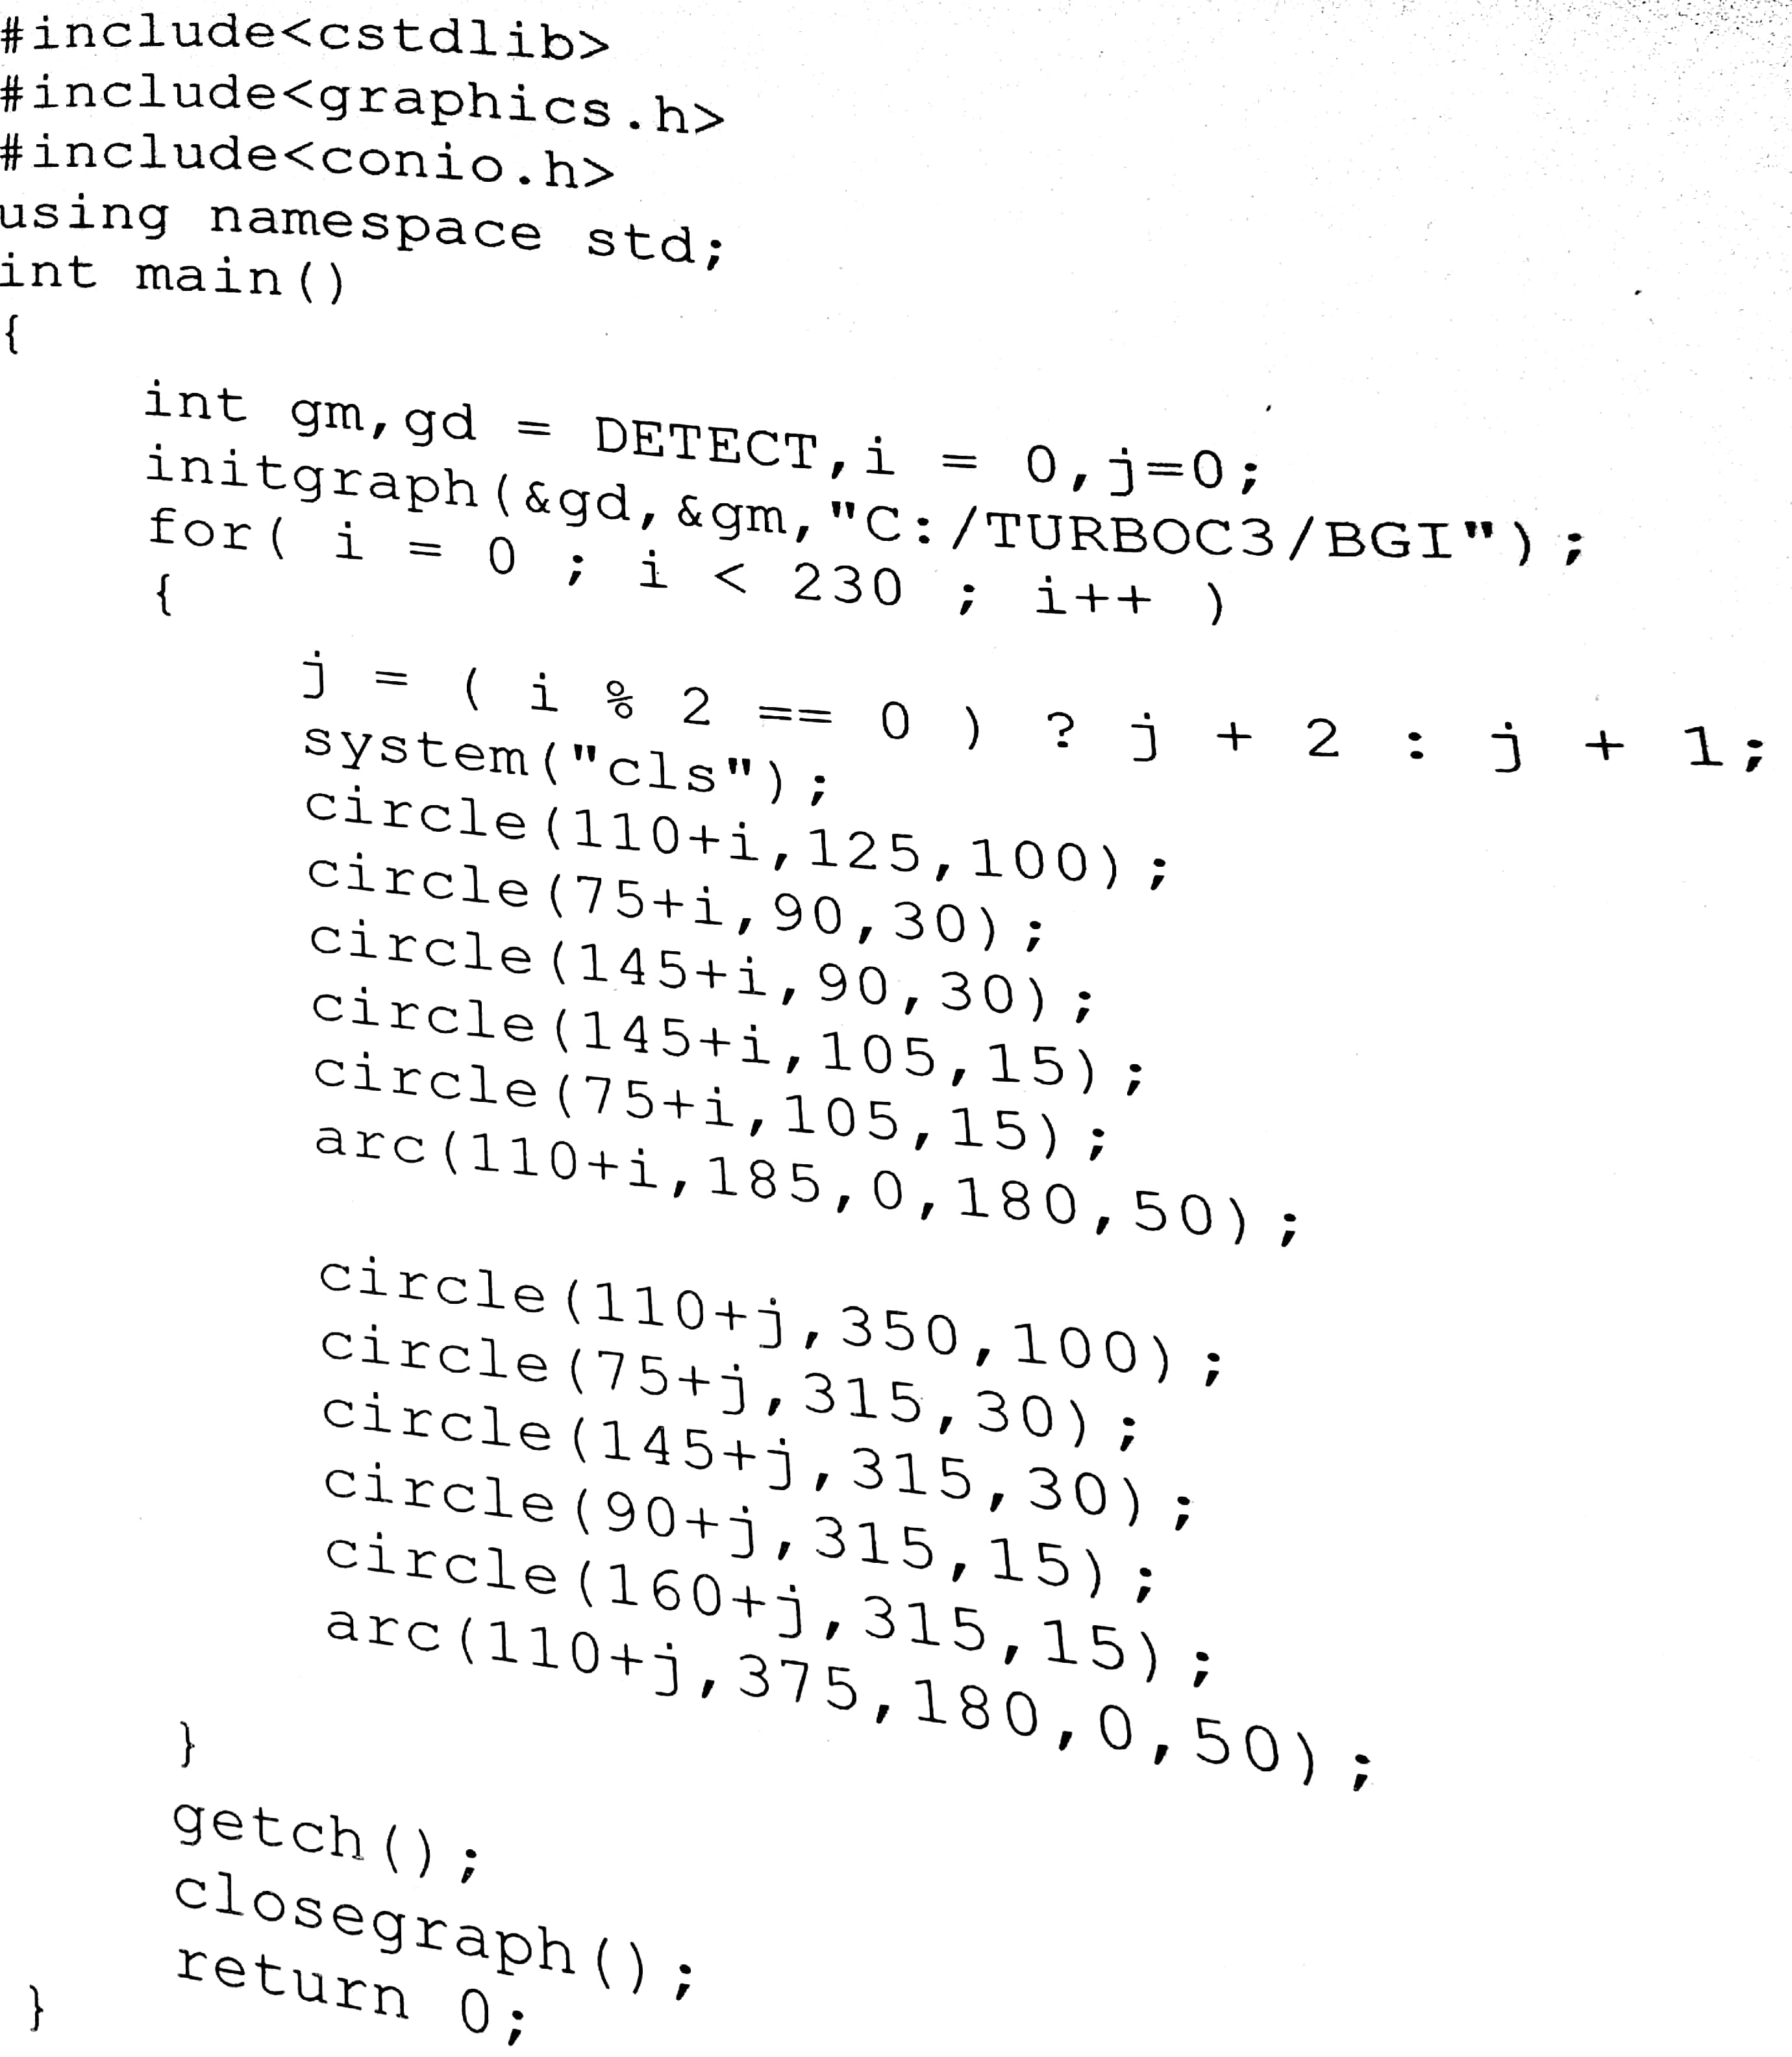 #include<cstdlib>
#include<graphics.h>
#include<conio.h>
using namespace std;
int main()
{
int gm,gd = DETECT,i = 0,j=0;
initgraph(&gd,&gm,"C:/TURBOC3/BGI");
for( i = 0 ; i < 230 ; i++ )
{
j = ( i % 2 == 0 ) ? j + 2 : j + 1;
system("cls");
circle(110+i,125,100);
circle(75+i,90,30);
circle(145+i,90,30);
circle(145+i,105,15);
circle(75+i,105,15);
arc(110+i,185,0,180,50);
circle(110+j,350,100);
circle(75+j,315,30);
circle(145+j,315,30);
circle(90+j,315,15);
circle(160+j,315,15);
arc(110+j,375,180,0,50);
}
getch();
closegraph();
return 0;
}